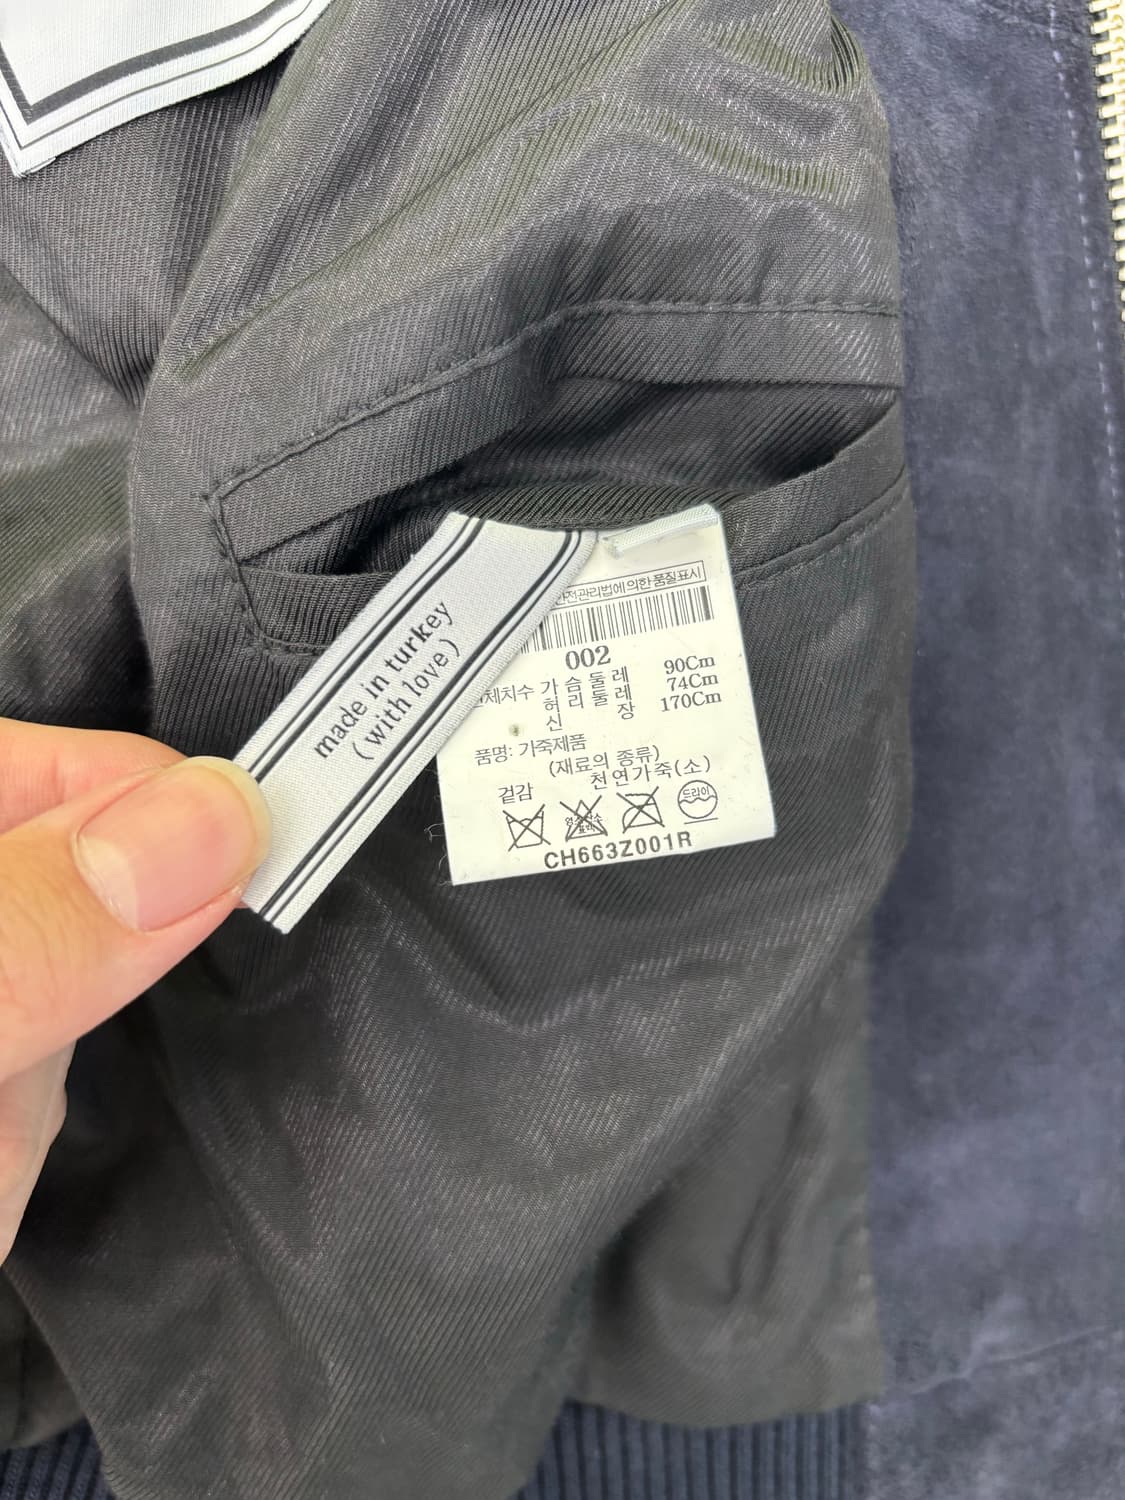 made in turkey
(with love)
안전관리법에 의한 품질표시
002
체치수 가슴둘레 90Cm
허리둘레 74Cm
신장 170Cm
품명: 가죽제품
(재료의 종류)
겉감 천연가죽(소)
드라이
CH663Z001R